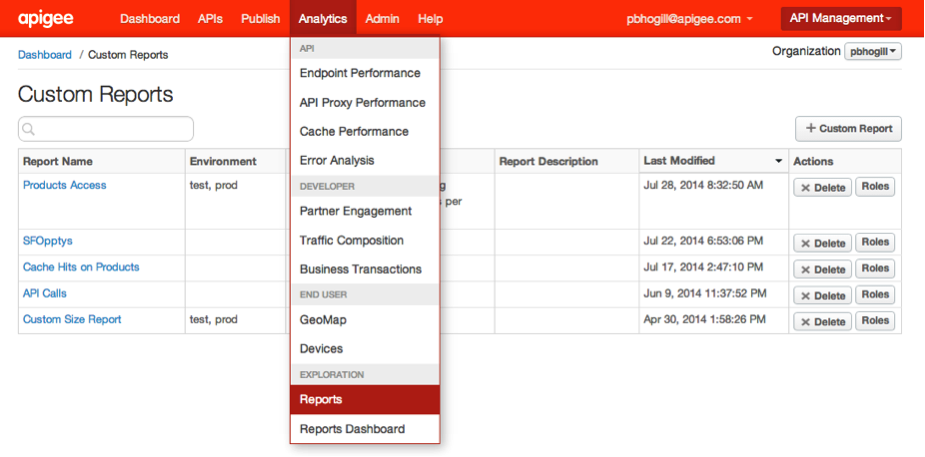 apigee Dashboard APIs Publish Analytics Admin Help pbhogill@apigee.com API Management
Dashboard / Custom Reports Organization pbhogill
Custom Reports
+ Custom Report
Report Name Environment Report Description Last Modified Actions
Products Access test, prod g Jul 28, 2014 8:32:50 AM × Delete Roles
s per
SFOpptys Jul 22, 2014 6:53:06 PM × Delete Roles
Cache Hits on Products Jul 17, 2014 2:47:10 PM × Delete Roles
API Calls Jun 9, 2014 11:37:52 PM × Delete Roles
Custom Size Report test, prod Apr 30, 2014 1:58:26 PM × Delete Roles
API
Endpoint Performance
API Proxy Performance
Cache Performance
Error Analysis
DEVELOPER
Partner Engagement
Traffic Composition
Business Transactions
END USER
GeoMap
Devices
EXPLORATION
Reports
Reports Dashboard